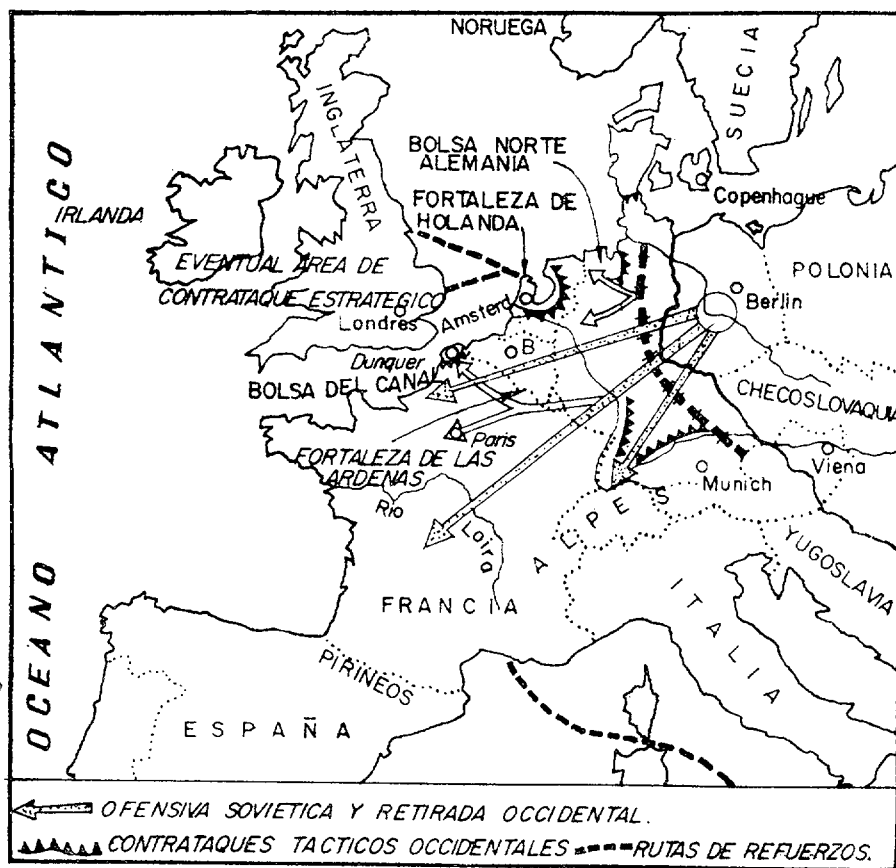 NORUEGA
SUECIA
INGLATERRA
BOLSA NORTE
ALEMANIA
Copenhague
FORTALEZA DE
HOLANDA
IRLANDA
OCEANO ATLANTICO
EVENTUAL ÁREA DE
CONTRATAQUE ESTRATEGICO
POLONIA
Berlin
Londres
Amsterd
Dunquer
B
BOLSA DEL CANAL
CHECOSLOVAQUIA
Paris
FORTALEZA DE LAS
ARDENAS
Viena
Munich
Rio
Loira
ALPES
YUGOSLAVIA
FRANCIA
ITALIA
PIRINEOS
ESPAÑA
OFENSIVA SOVIETICA Y RETIRADA OCCIDENTAL.
CONTRATAQUES TACTICOS OCCIDENTALES RUTAS DE REFUERZOS.